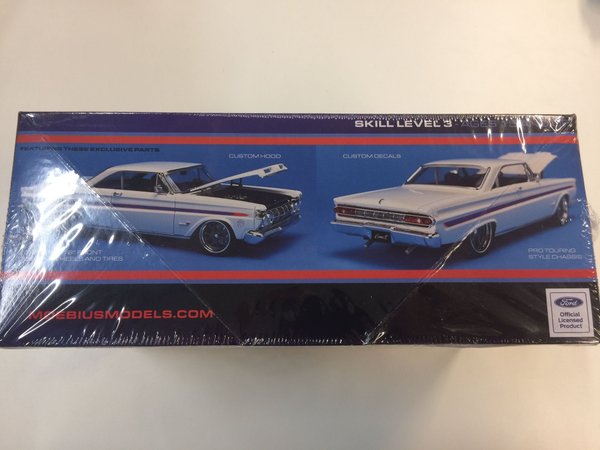 SKILL LEVEL 3
FEATURING THESE EXCLUSIVE PARTS
CUSTOM HOOD
CUSTOM DECALS
FRONT
WHEELS AND TIRES
PRO TOURING
STYLE CHASSIS
MOEBIUSMODELS.COM
Ford
Official
Licensed
Product